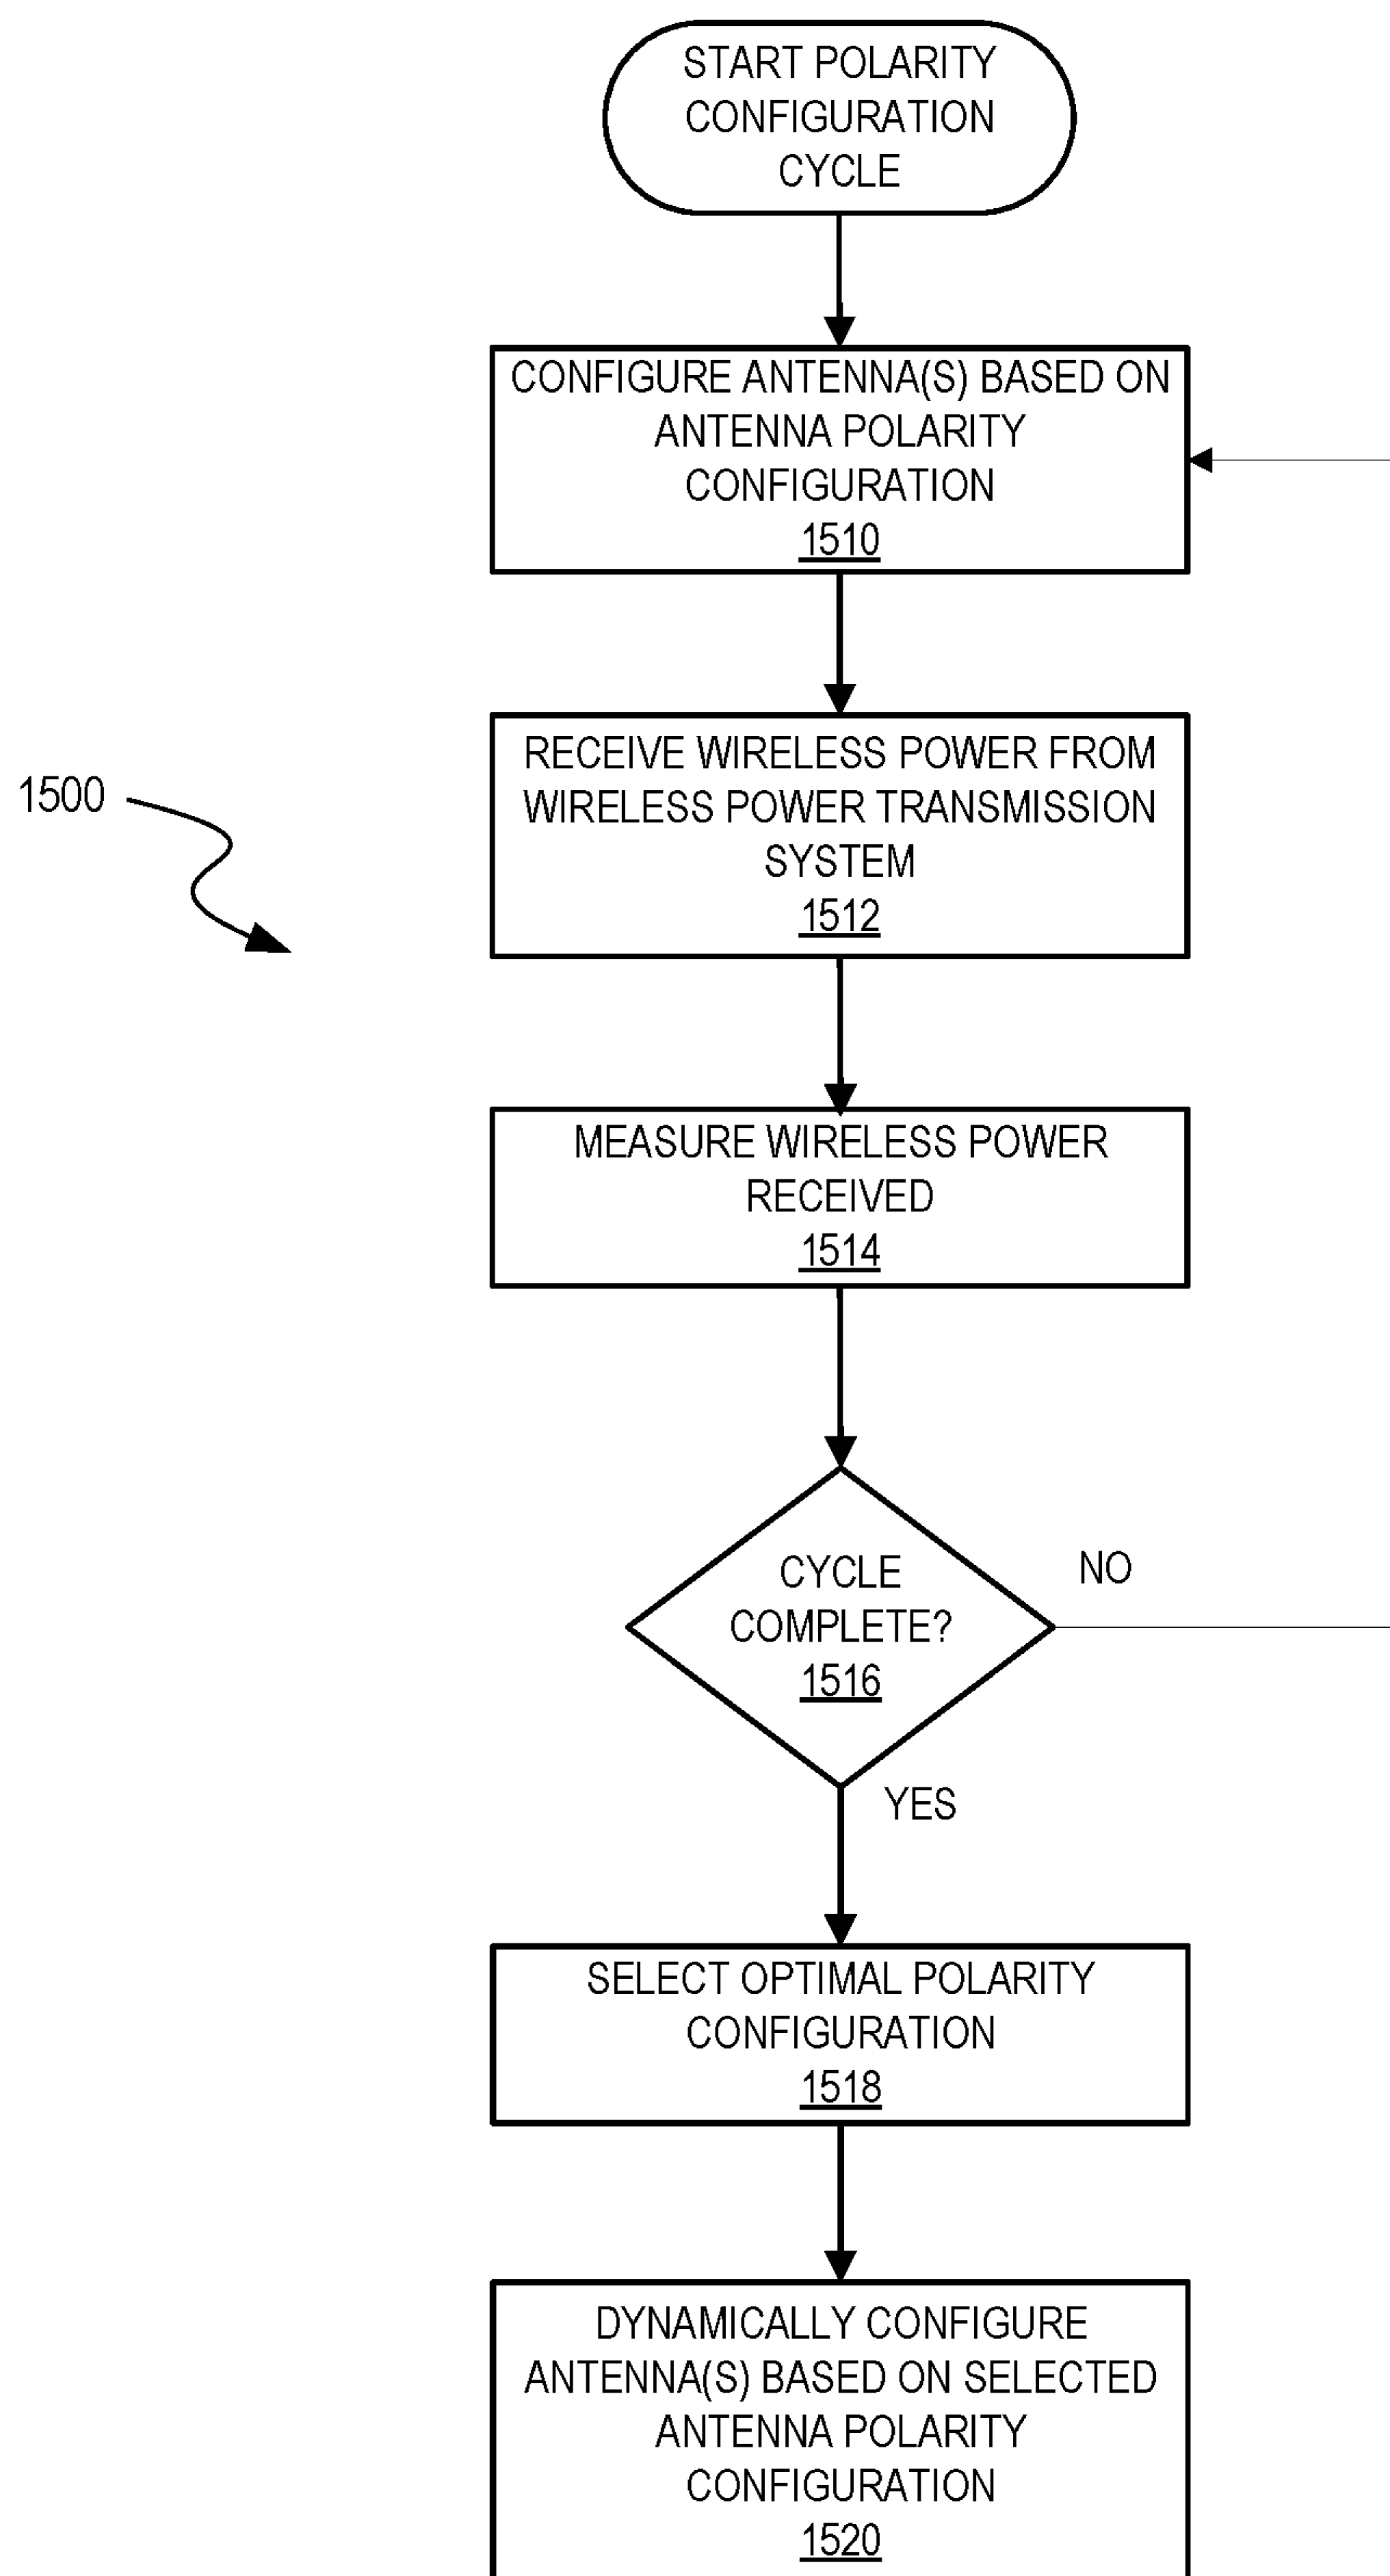 START POLARITY
CONFIGURATION
CYCLE
CONFIGURE ANTENNA(S) BASED ON
ANTENNA POLARITY
CONFIGURATION
1510
RECEIVE WIRELESS POWER FROM
WIRELESS POWER TRANSMISSION
SYSTEM
1512
1500
MEASURE WIRELESS POWER
RECEIVED
1514
CYCLE
COMPLETE?
1516
NO
YES
SELECT OPTIMAL POLARITY
CONFIGURATION
1518
DYNAMICALLY CONFIGURE
ANTENNA(S) BASED ON SELECTED
ANTENNA POLARITY
CONFIGURATION
1520